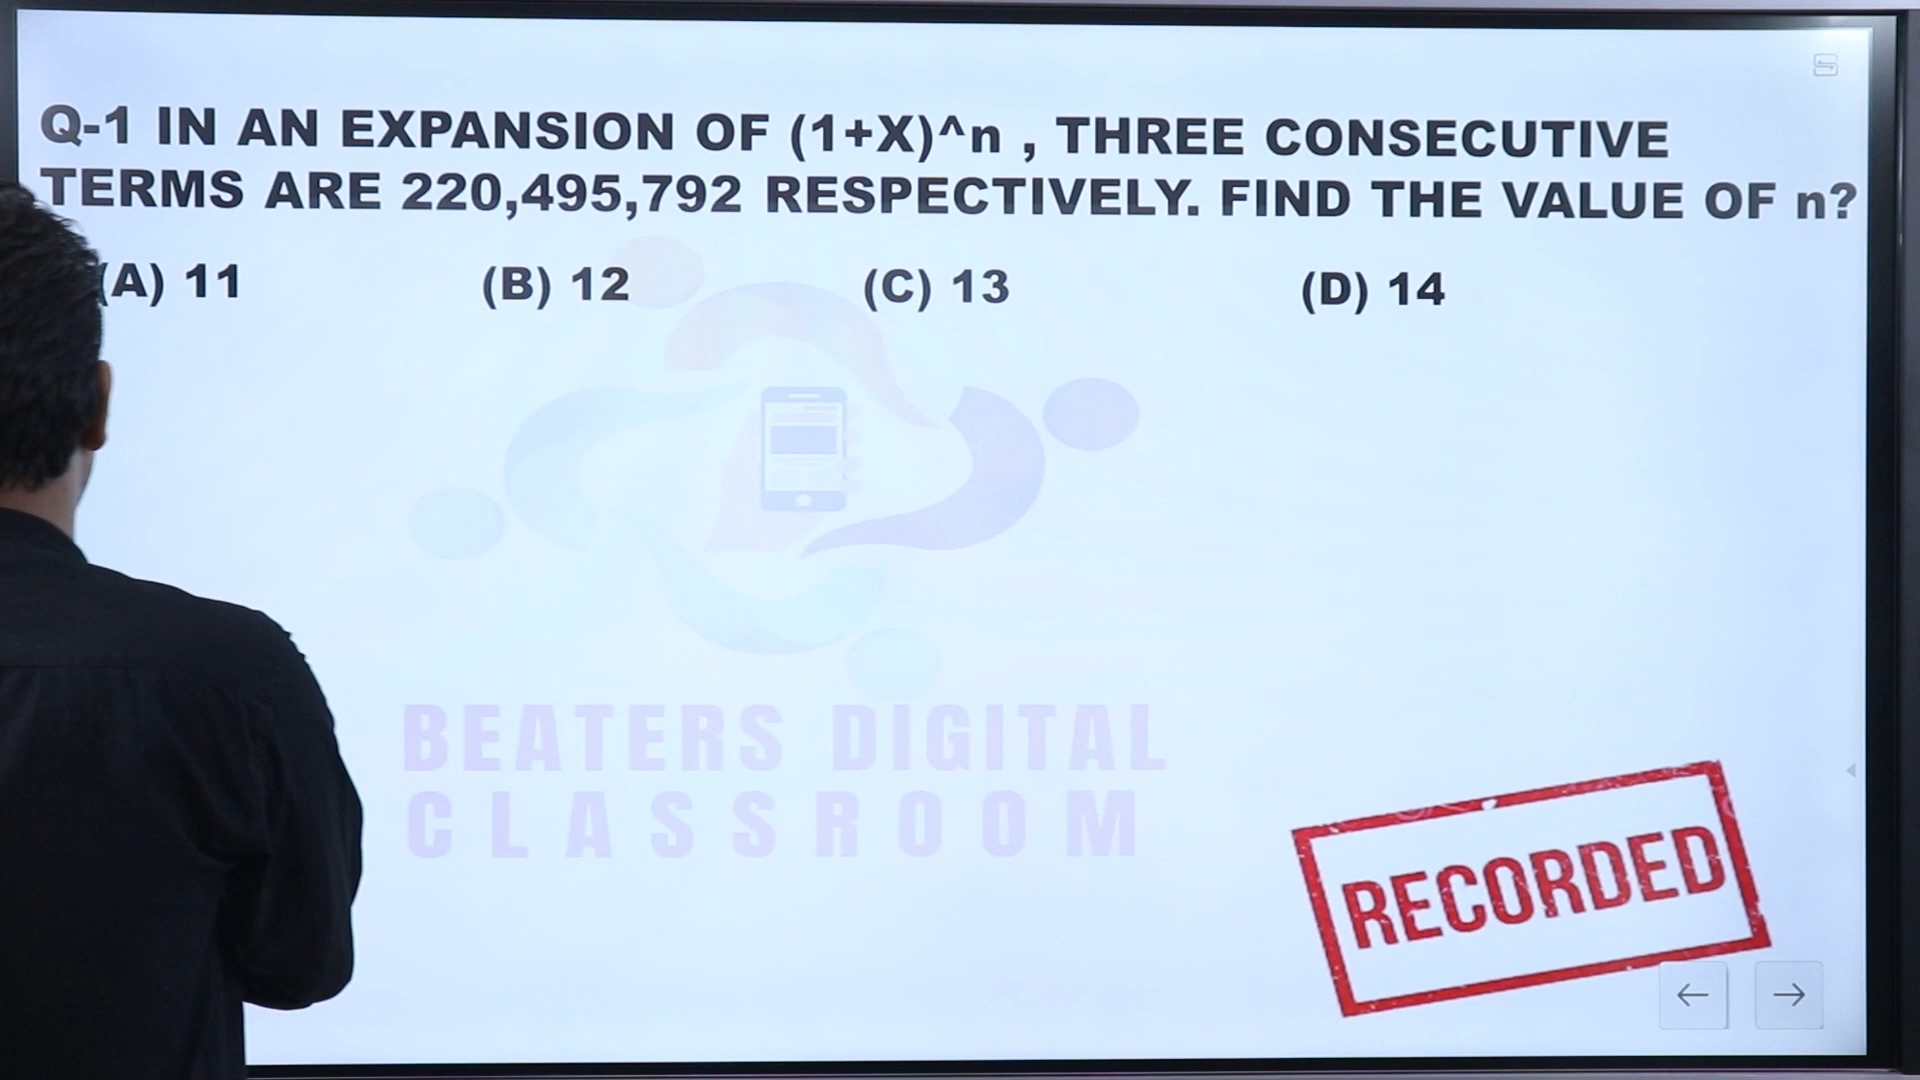 Q-1 IN AN EXPANSION OF (1+X)^n , THREE CONSECUTIVE
TERMS ARE 220,495,792 RESPECTIVELY. FIND THE VALUE OF n?
(A) 11 (B) 12 (C) 13 (D) 14
BEATERS DIGITAL
CLASSROOM
RECORDED